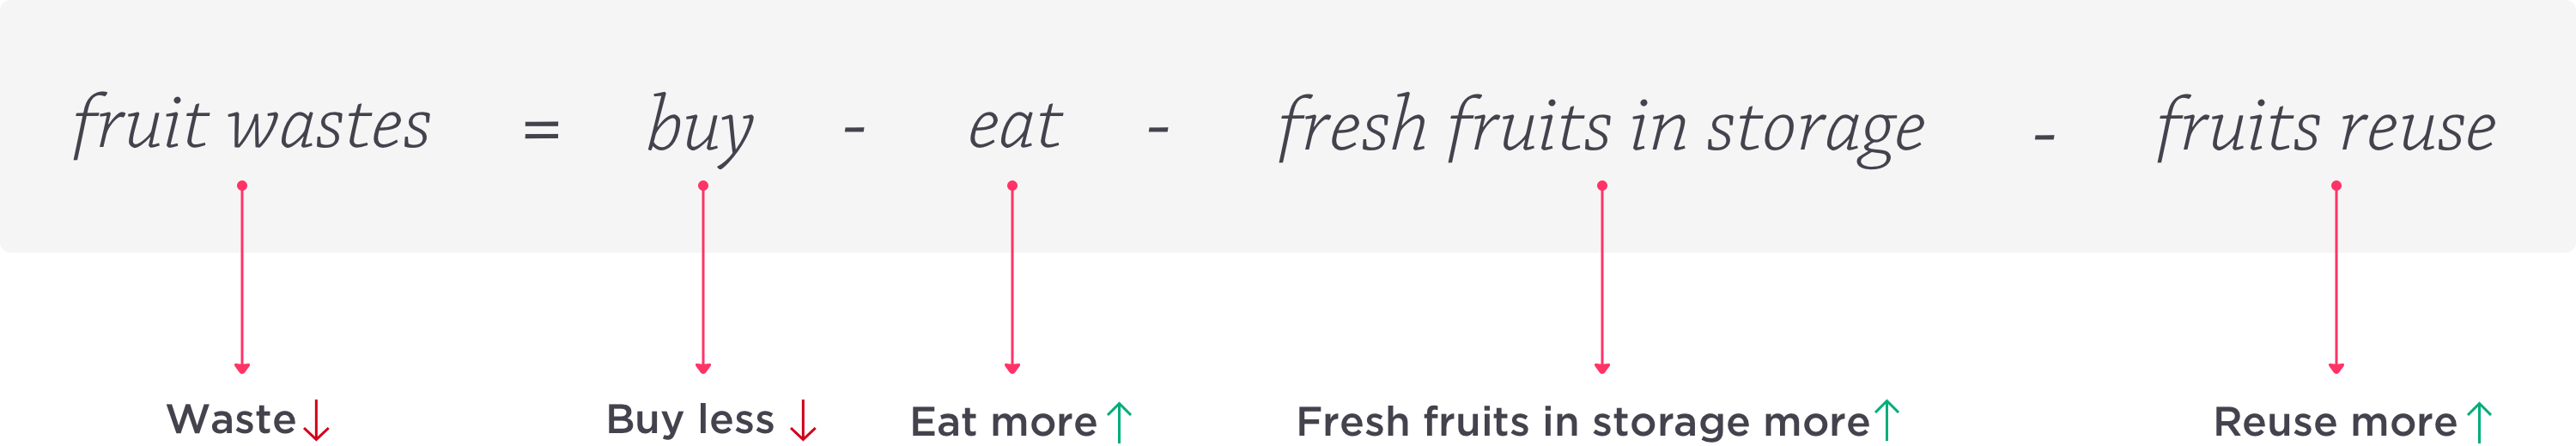 fruit wastes = buy - eat - fresh fruits in storage - fruits reuse
Waste↓ Buy less ↓ Eat more↑ Fresh fruits in storage more↑ Reuse more↑